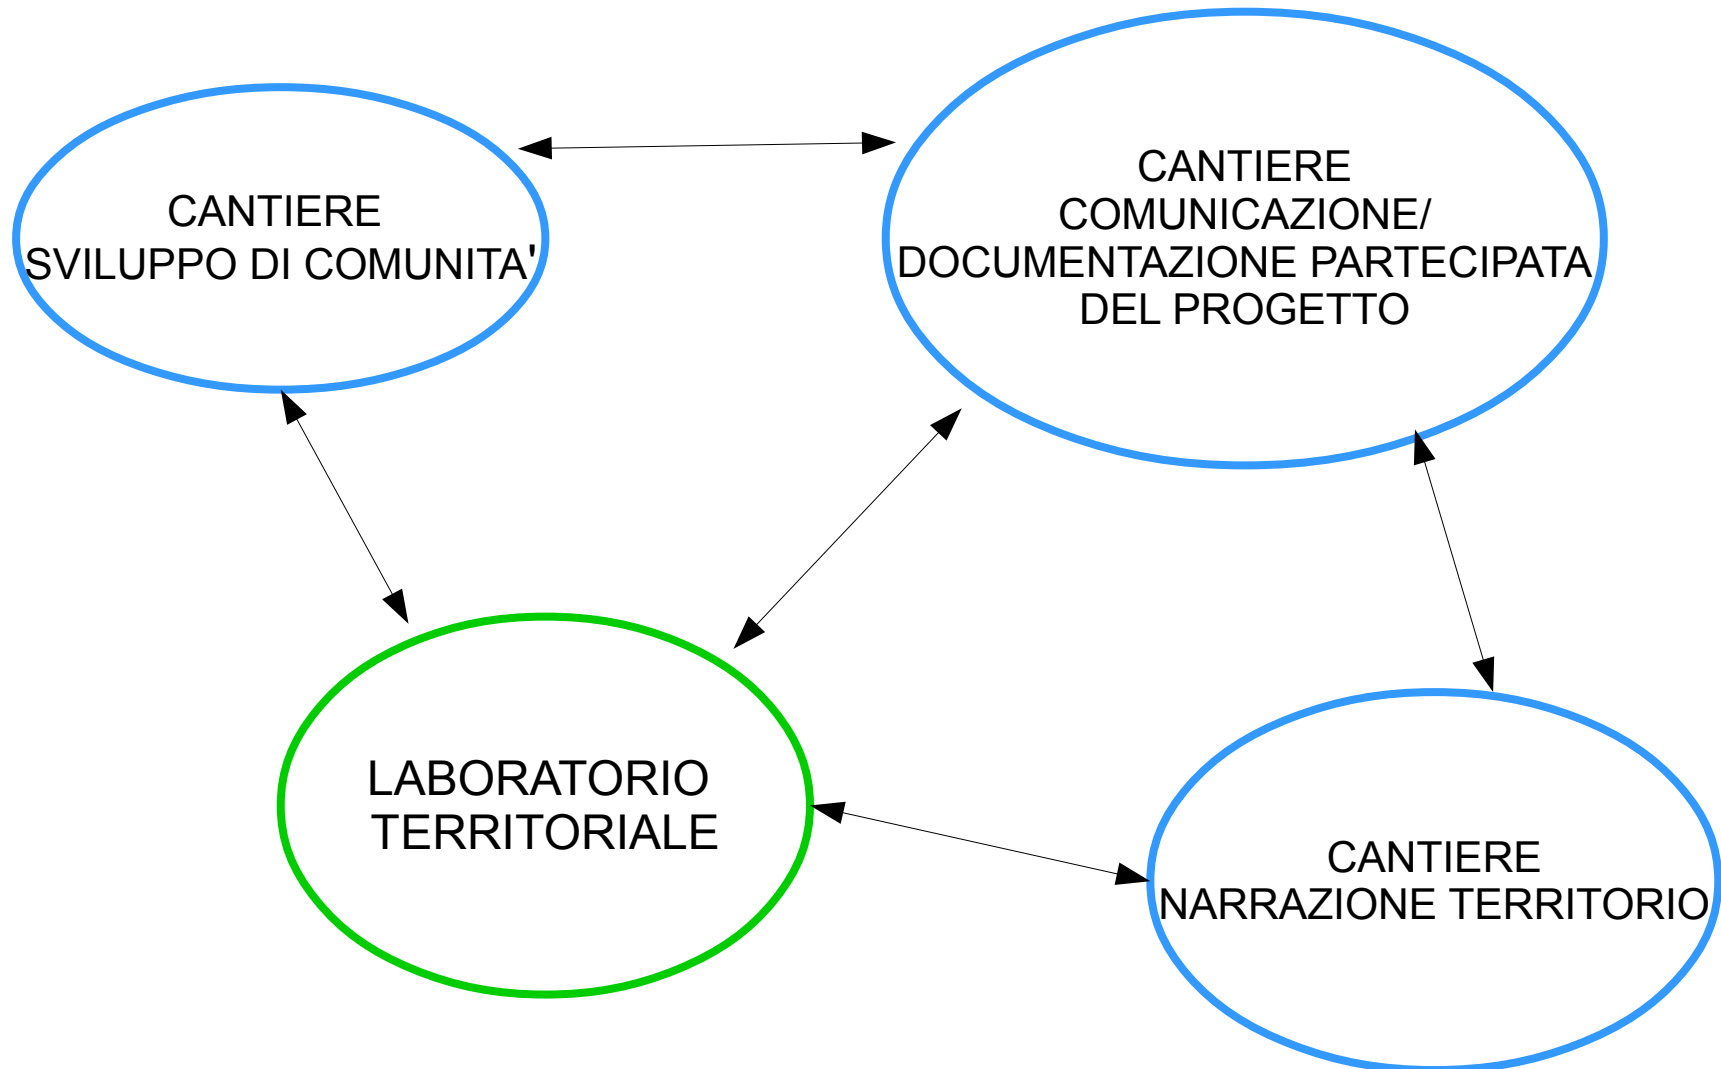 CANTIERE
SVILUPPO DI COMUNITA'
CANTIERE
COMUNICAZIONE/
DOCUMENTAZIONE PARTECIPATA
DEL PROGETTO
LABORATORIO
TERRITORIALE
CANTIERE
NARRAZIONE TERRITORIO